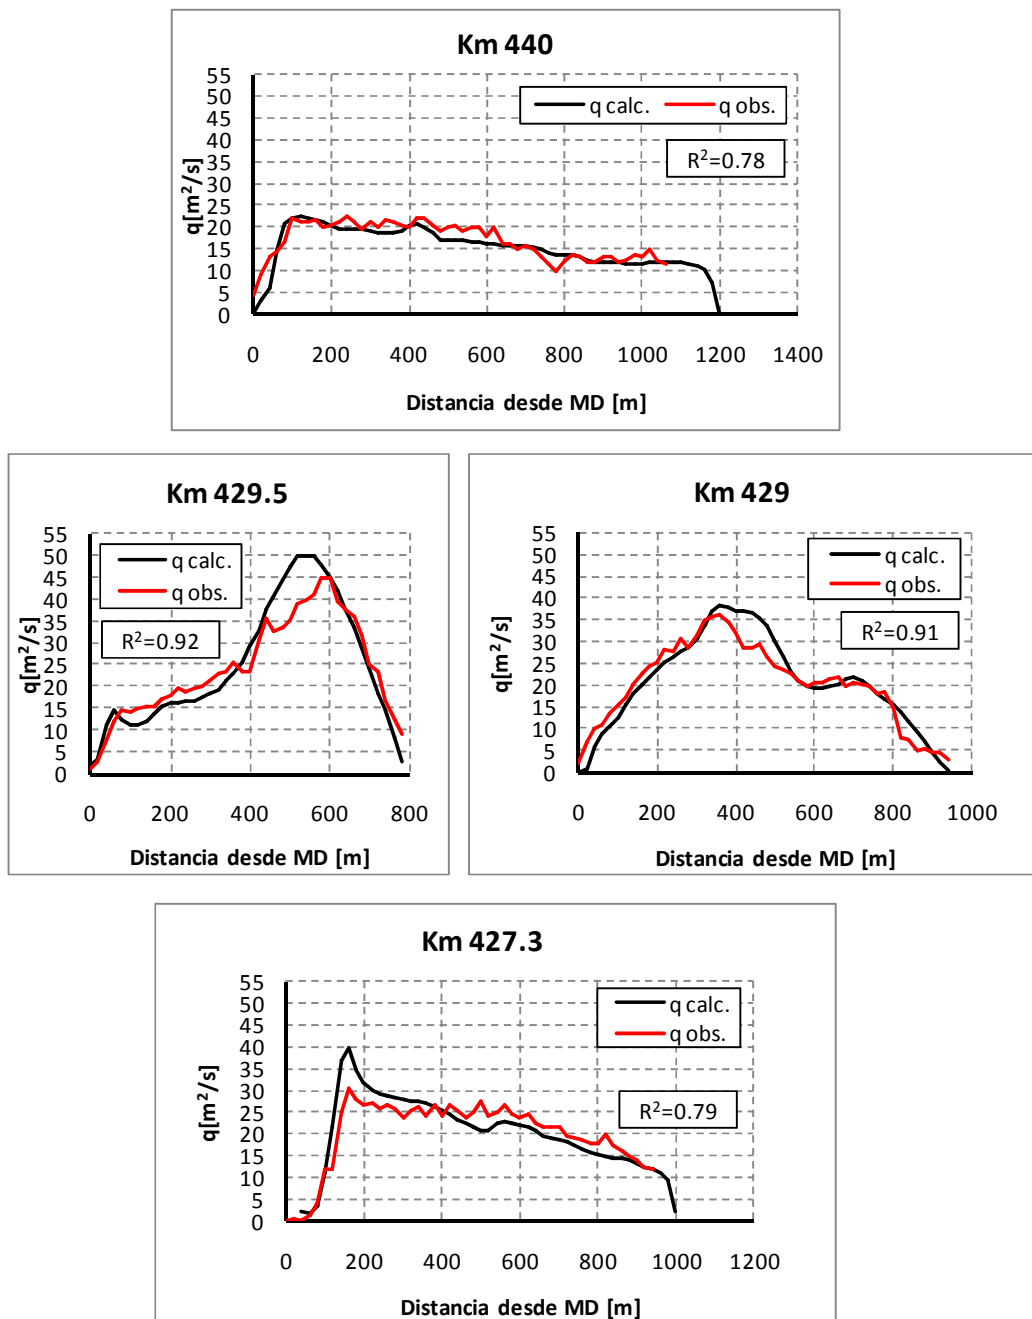 Km 440
55
50
45
40
35
30
25
20
15
10
5
0
q[m²/s]
q calc. q obs.
R²=0.78
0 200 400 600 800 1000 1200 1400
Distancia desde MD [m]
Km 429.5
55
50
45
40
35
30
25
20
15
10
5
0
q[m²/s]
q calc.
q obs.
R²=0.92
0 200 400 600 800
Distancia desde MD [m]
Km 429
55
50
45
40
35
30
25
20
15
10
5
0
q[m²/s]
q calc.
q obs.
R²=0.91
0 200 400 600 800 1000
Distancia desde MD [m]
Km 427.3
55
50
45
40
35
30
25
20
15
10
5
0
q[m²/s]
q calc.
q obs.
R²=0.79
0 200 400 600 800 1000 1200
Distancia desde MD [m]